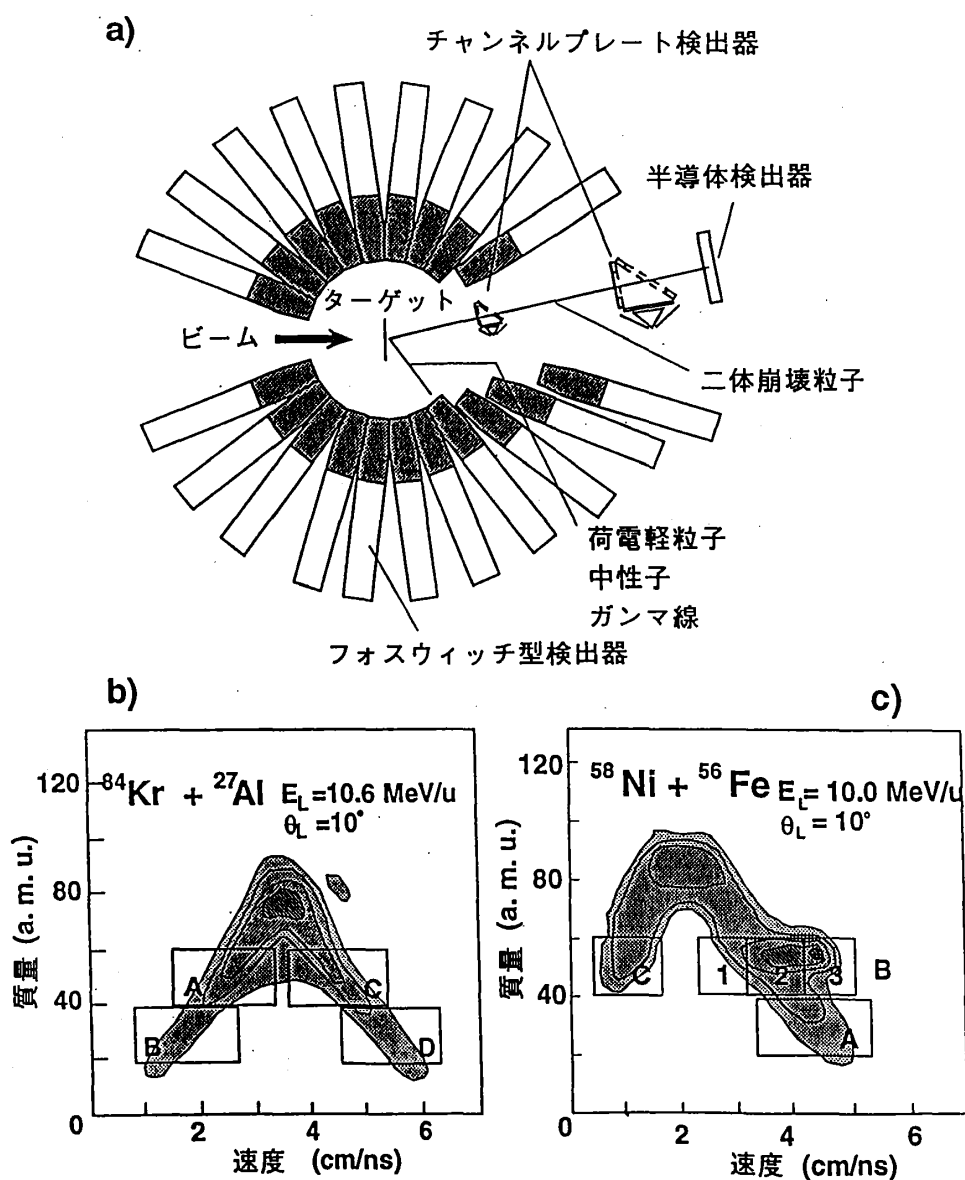 a)
チャンネルプレート検出器
半導体検出器
ターゲット
ビーム
二体崩壊粒子
荷電軽粒子
中性子
ガンマ線
フォスウィッチ型検出器
b)
質量 (a. m. u.)
120
80
40
0
84Kr + 27Al E_L=10.6 MeV/u
θ_L =10°
A
C
B
D
2
4
6
速度 (cm/ns)
c)
質量 (a. m. u.)
120
80
40
0
58Ni + 56Fe E_L= 10.0 MeV/u
θ_L = 10°
C
1
2
3
B
A
2
4
6
速度 (cm/ns)